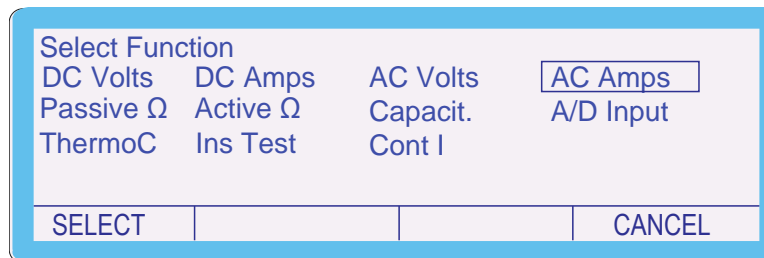 Select Function
DC Volts DC Amps AC Volts AC Amps
Passive Ω Active Ω Capacit. A/D Input
ThermoC Ins Test Cont I
SELECT CANCEL